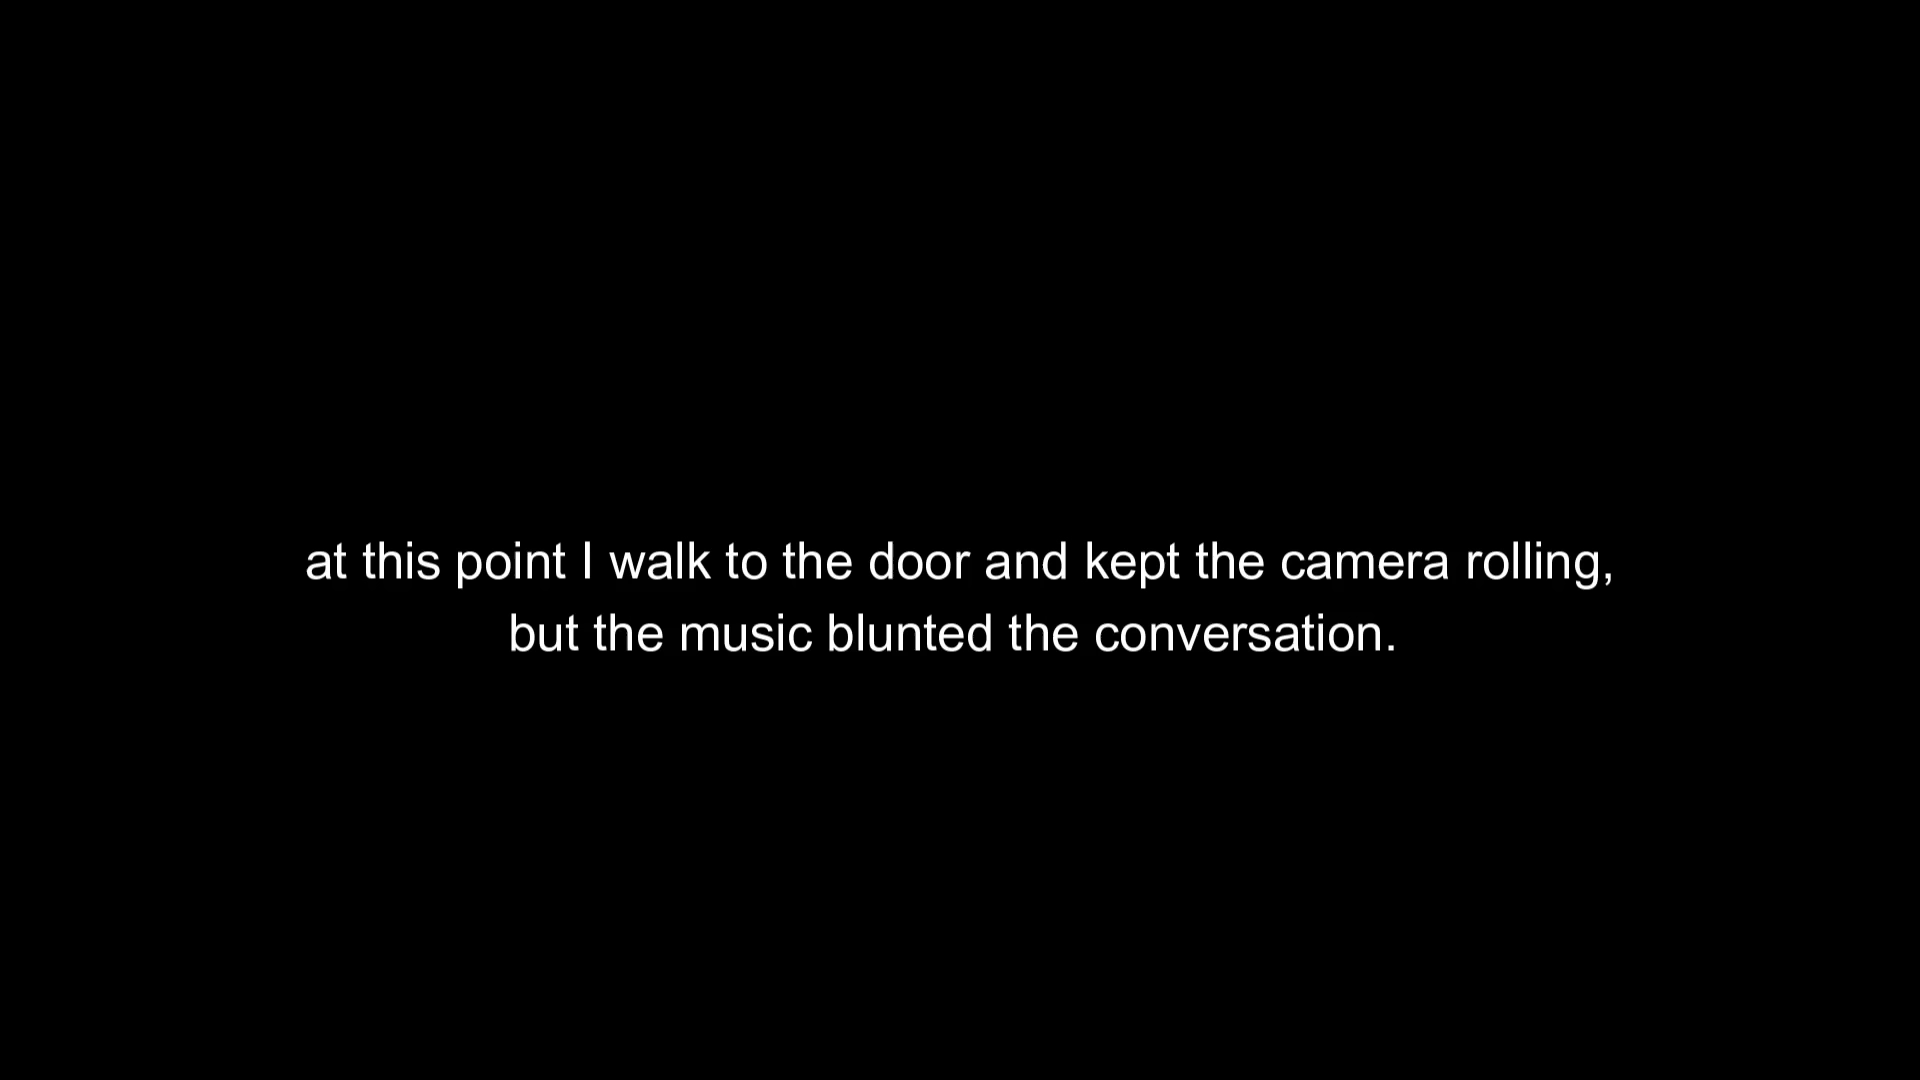 at this point I walk to the door and kept the camera rolling,
but the music blunted the conversation.